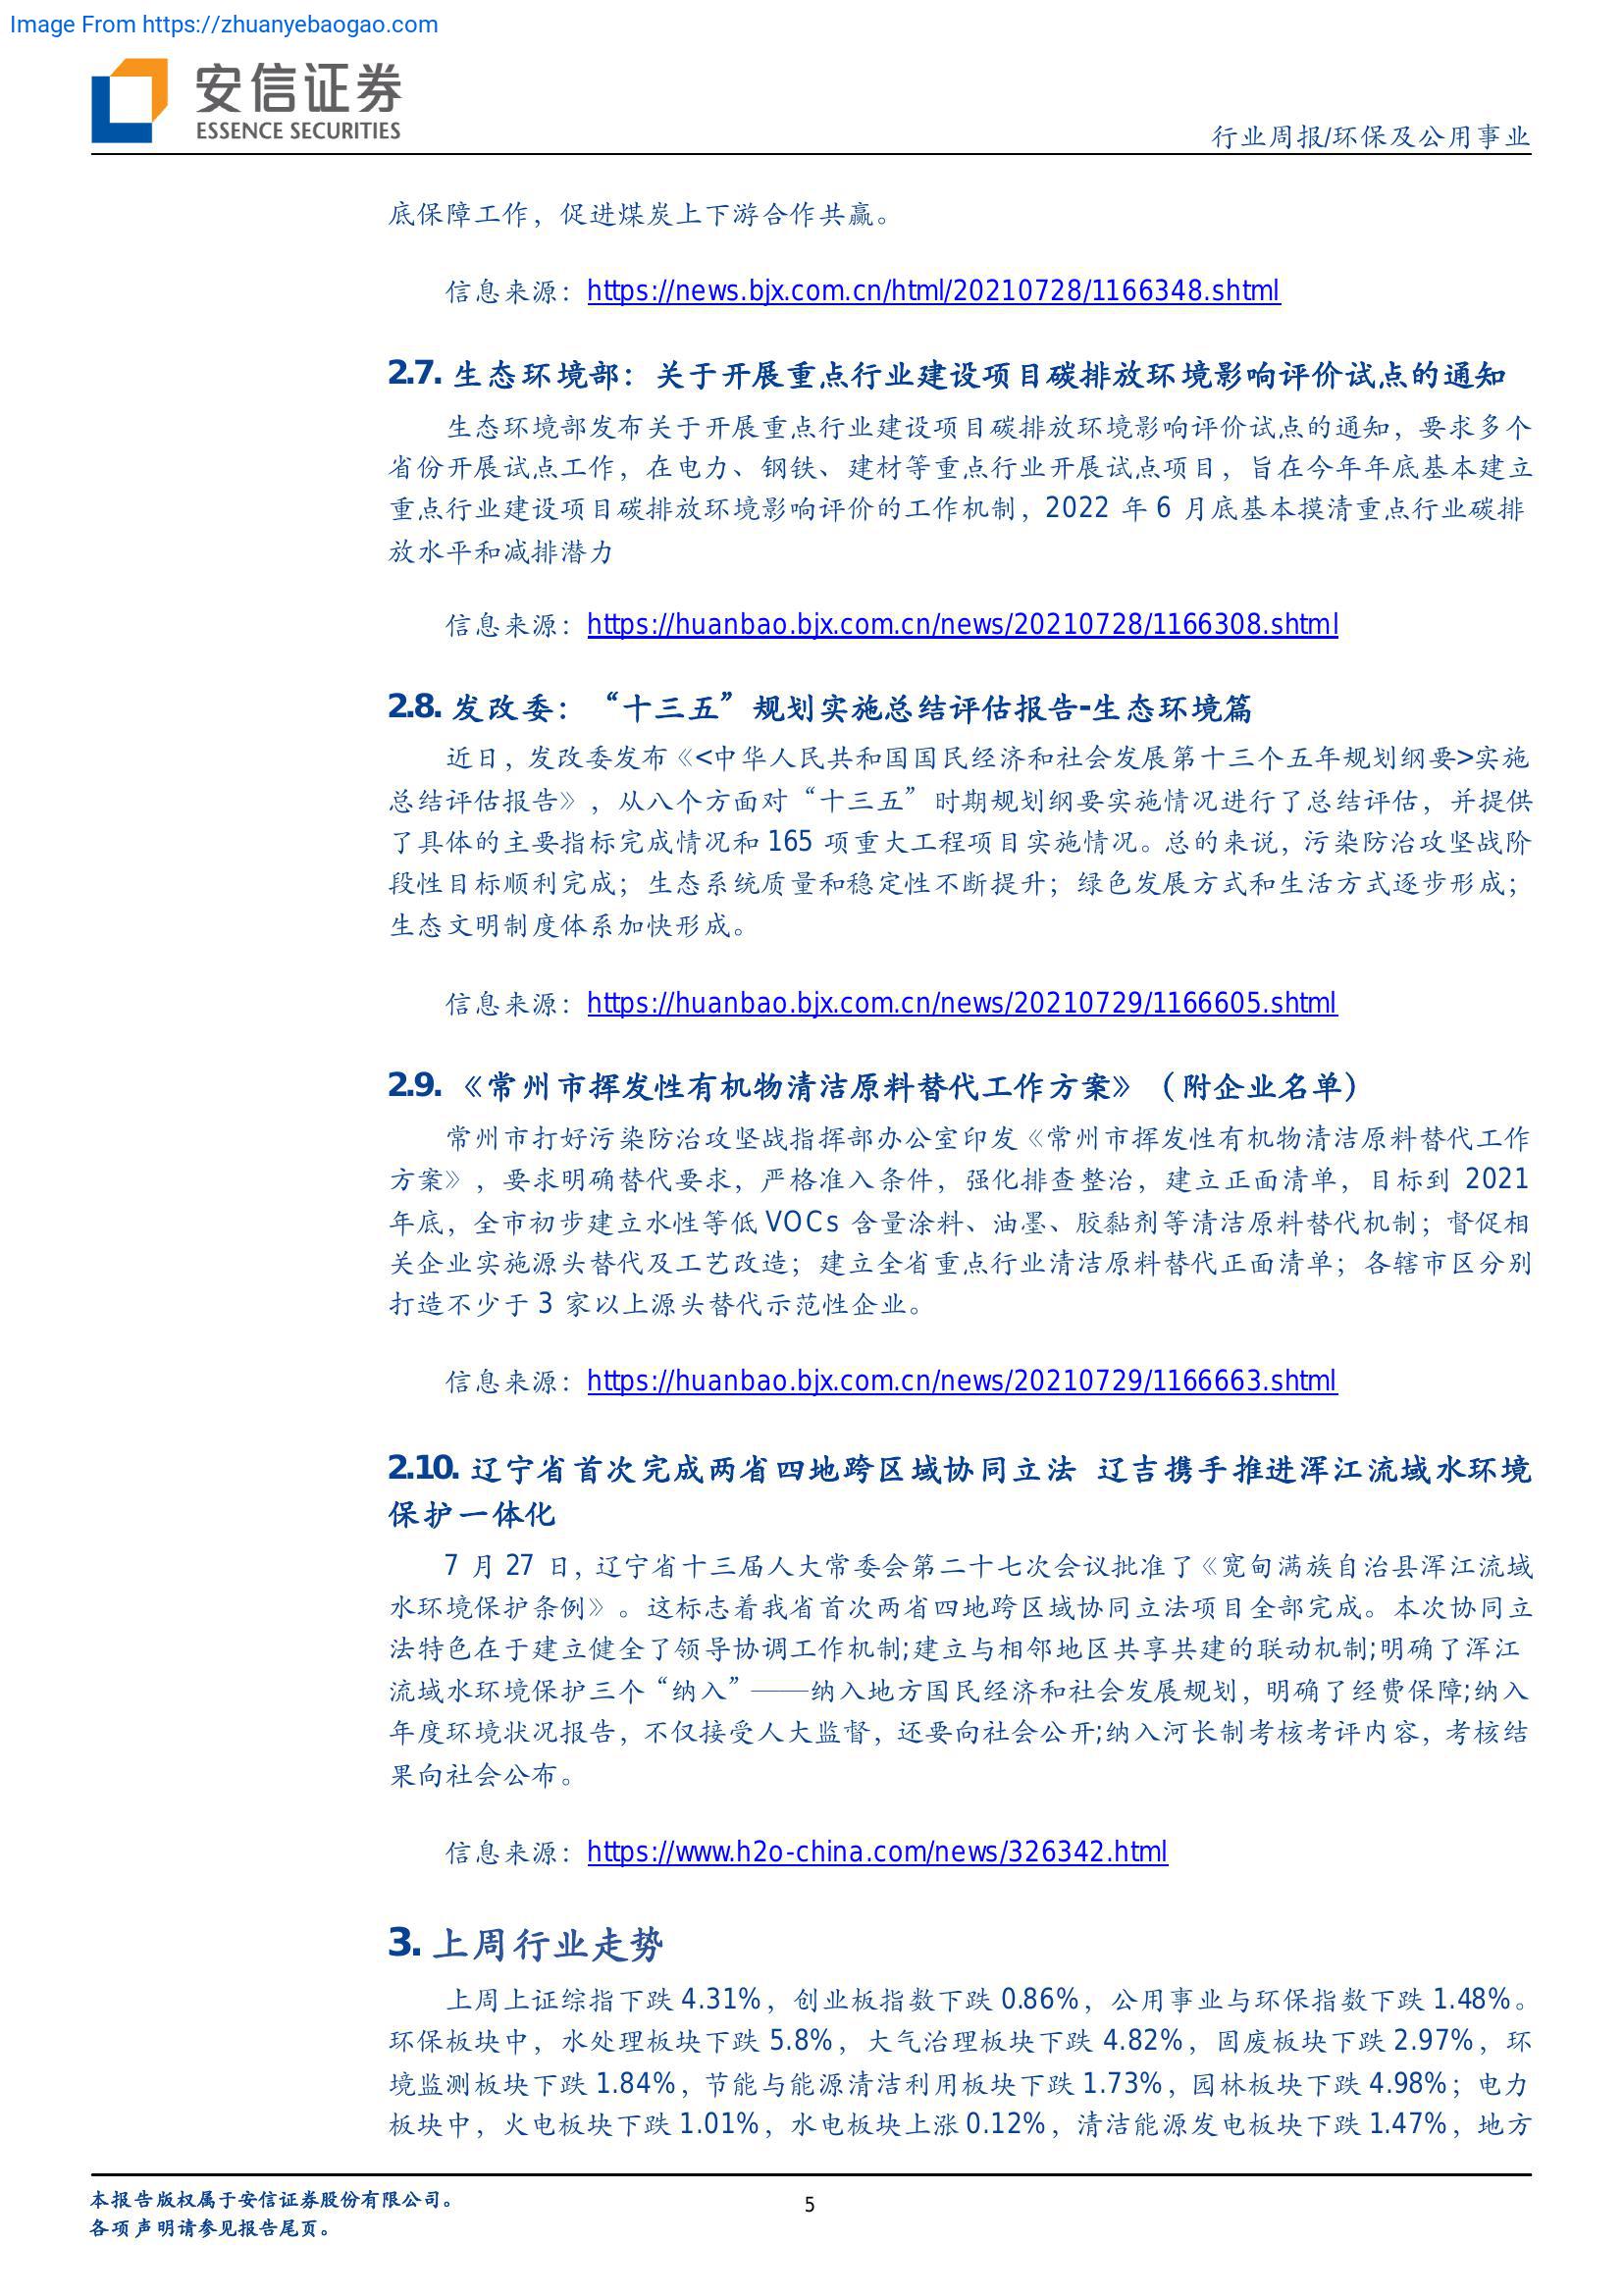 Image From https://zhuanyebaogao.com
安信证券
ESSENCE SECURITIES
行业周报/环保及公用事业
底保障工作，促进煤炭上下游合作共赢。
信息来源：https://news.bjx.com.cn/html/20210728/1166348.shtml
2.7. 生态环境部：关于开展重点行业建设项目碳排放环境影响评价试点的通知
生态环境部发布关于开展重点行业建设项目碳排放环境影响评价试点的通知，要求多个
省份开展试点工作，在电力、钢铁、建材等重点行业开展试点项目，旨在今年年底基本建立
重点行业建设项目碳排放环境影响评价的工作机制，2022 年 6 月底基本摸清重点行业碳排
放水平和减排潜力
信息来源：https://huanbao.bjx.com.cn/news/20210728/1166308.shtml
2.8. 发改委：“十三五”规划实施总结评估报告-生态环境篇
近日，发改委发布《<中华人民共和国国民经济和社会发展第十三个五年规划纲要>实施
总结评估报告》，从八个方面对“十三五”时期规划纲要实施情况进行了总结评估，并提供
了具体的主要指标完成情况和 165 项重大工程项目实施情况。总的来说，污染防治攻坚战阶
段性目标顺利完成；生态系统质量和稳定性不断提升；绿色发展方式和生活方式逐步形成；
生态文明制度体系加快形成。
信息来源：https://huanbao.bjx.com.cn/news/20210729/1166605.shtml
2.9. 《常州市挥发性有机物清洁原料替代工作方案》（附企业名单）
常州市打好污染防治攻坚战指挥部办公室印发《常州市挥发性有机物清洁原料替代工作
方案》，要求明确替代要求，严格准入条件，强化排查整治，建立正面清单，目标到 2021
年底，全市初步建立水性等低 VOCs 含量涂料、油墨、胶黏剂等清洁原料替代机制；督促相
关企业实施源头替代及工艺改造；建立全省重点行业清洁原料替代正面清单；各辖市区分别
打造不少于 3 家以上源头替代示范性企业。
信息来源：https://huanbao.bjx.com.cn/news/20210729/1166663.shtml
2.10. 辽宁省首次完成两省四地跨区域协同立法 辽吉携手推进浑江流域水环境
保护一体化
7 月 27 日，辽宁省十三届人大常委会第二十七次会议批准了《宽甸满族自治县浑江流域
水环境保护条例》。这标志着我省首次两省四地跨区域协同立法项目全部完成。本次协同立
法特色在于建立健全了领导协调工作机制;建立与相邻地区共享共建的联动机制;明确了浑江
流域水环境保护三个“纳入”——纳入地方国民经济和社会发展规划，明确了经费保障;纳入
年度环境状况报告，不仅接受人大监督，还要向社会公开;纳入河长制考核考评内容，考核结
果向社会公布。
信息来源：https://www.h2o-china.com/news/326342.html
3. 上周行业走势
上周上证综指下跌 4.31%，创业板指数下跌 0.86%，公用事业与环保指数下跌 1.48%。
环保板块中，水处理板块下跌 5.8%，大气治理板块下跌 4.82%，固废板块下跌 2.97%，环
境监测板块下跌 1.84%，节能与能源清洁利用板块下跌 1.73%，园林板块下跌 4.98%；电力
板块中，火电板块下跌 1.01%，水电板块上涨 0.12%，清洁能源发电板块下跌 1.47%，地方
本报告版权属于安信证券股份有限公司。
各项声明请参见报告尾页。
5